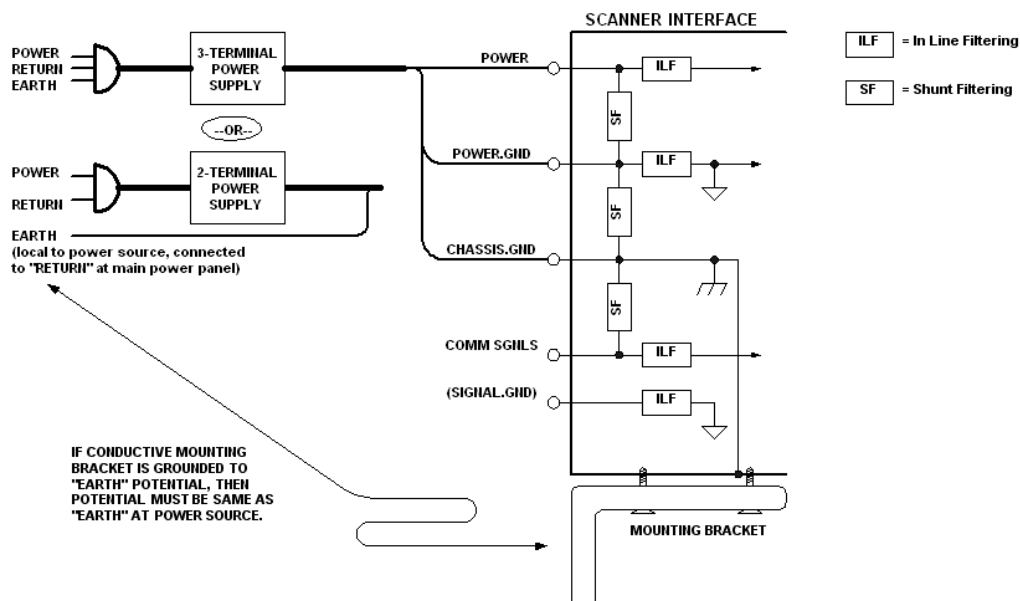 SCANNER INTERFACE
ILF = In Line Filtering
SF = Shunt Filtering
POWER
RETURN
EARTH
3-TERMINAL
POWER
SUPPLY
--OR--
POWER
RETURN
2-TERMINAL
POWER
SUPPLY
EARTH
(local to power source, connected
to "RETURN" at main power panel)
POWER
ILF
SF
POWER.GND
ILF
SF
CHASSIS.GND
SF
COMM SGNLS
ILF
(SIGNAL.GND)
ILF
IF CONDUCTIVE MOUNTING
BRACKET IS GROUNDED TO
"EARTH" POTENTIAL, THEN
POTENTIAL MUST BE SAME AS
"EARTH" AT POWER SOURCE.
MOUNTING BRACKET